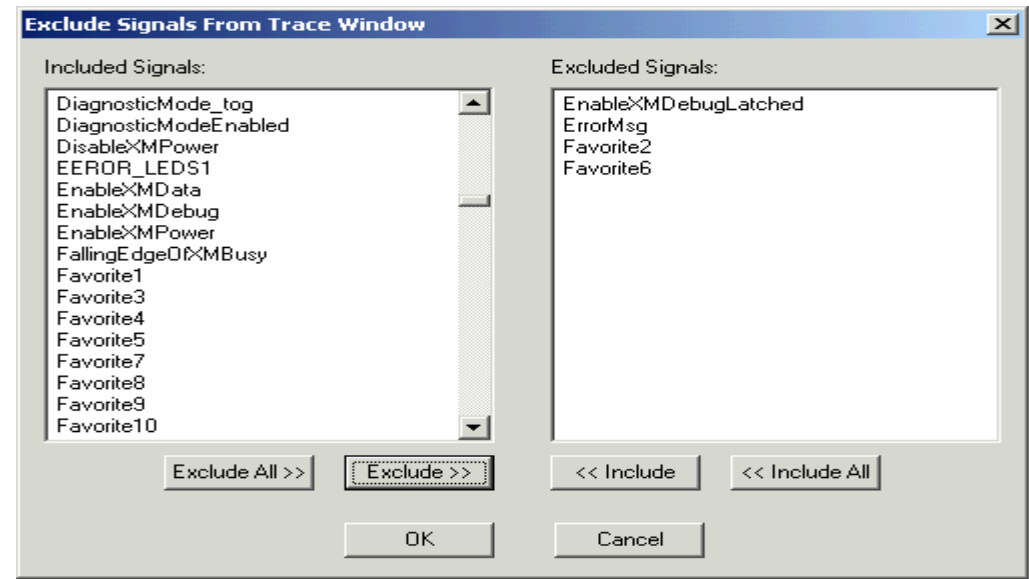 Exclude Signals From Trace Window
Included Signals:
DiagnosticMode_tog
DiagnosticModeEnabled
DisableXMPower
EEROR_LEDS1
EnableXMData
EnableXMDebug
EnableXMPower
FallingEdgeOfXMBusy
Favorite1
Favorite3
Favorite4
Favorite5
Favorite7
Favorite8
Favorite9
Favorite10
Exclude All >>
Exclude >>
Excluded Signals:
EnableXMDebugLatched
ErrorMsg
Favorite2
Favorite6
<< Include
<< Include All
OK
Cancel